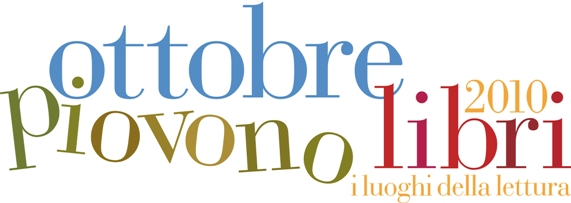 ottobre
piovono libri 2010
i luoghi della lettura